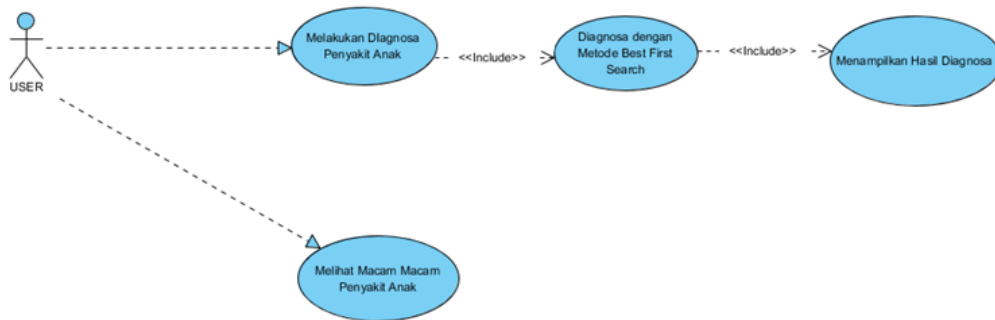 USER
Melakukan DIagnosa
Penyakit Anak
<<Include>>
Diagnosa dengan
Metode Best First
Search
<<Include>>
Menampilkan Hasil Diagnosa
Melihat Macam Macam
Penyakit Anak